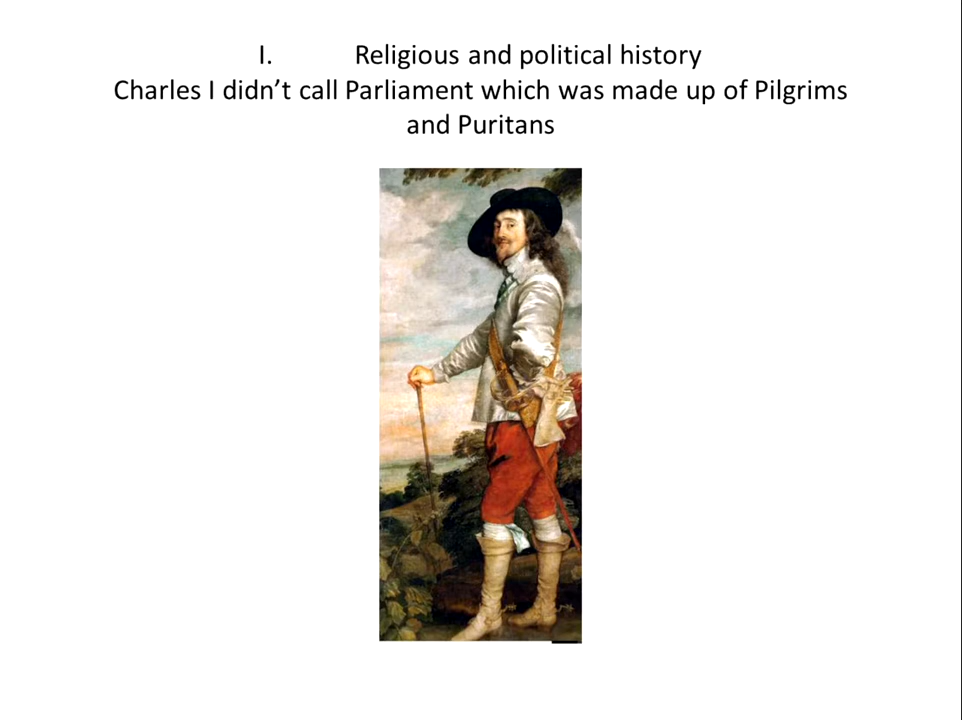 I. Religious and political history
Charles I didn’t call Parliament which was made up of Pilgrims
and Puritans